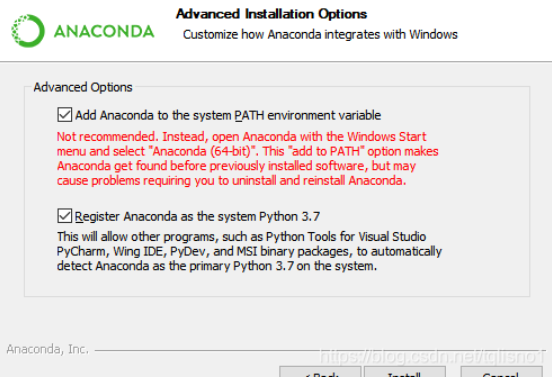 ANACONDA
Advanced Installation Options
Customize how Anaconda integrates with Windows
Advanced Options
Add Anaconda to the system PATH environment variable
Not recommended. Instead, open Anaconda with the Windows Start
menu and select "Anaconda (64-bit)". This "add to PATH" option makes
Anaconda get found before previously installed software, but may
cause problems requiring you to uninstall and reinstall Anaconda.
Register Anaconda as the system Python 3.7
This will allow other programs, such as Python Tools for Visual Studio
PyCharm, Wing IDE, PyDev, and MSI binary packages, to automatically
detect Anaconda as the primary Python 3.7 on the system.
Anaconda, Inc.
< Back Install Cancel